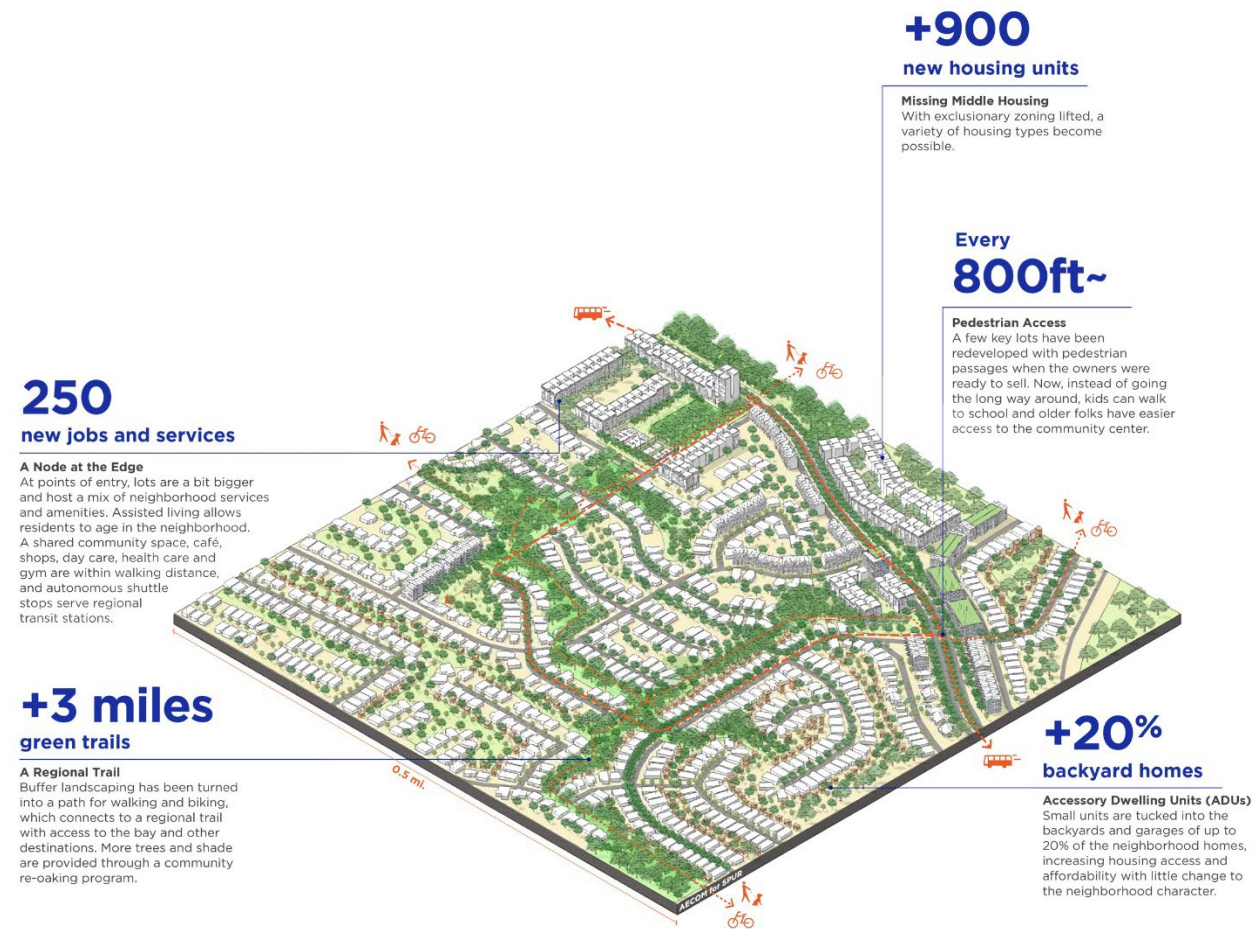 +900
new housing units
Missing Middle Housing
With exclusionary zoning lifted, a
variety of housing types become
possible.
Every
800ft~
Pedestrian Access
A few key lots have been
redeveloped with pedestrian
passages when the owners were
ready to sell. Now, instead of going
the long way around, kids can walk
to school and older folks have easier
access to the community center.
250
new jobs and services
A Node at the Edge
At points of entry, lots are a bit bigger
and host a mix of neighborhood services
and amenities. Assisted living allows
residents to age in the neighborhood.
A shared community space, café,
shops, day care, health care and
gym are within walking distance,
and autonomous shuttle
stops serve regional
transit stations.
+3 miles
green trails
A Regional Trail
Buffer landscaping has been turned
into a path for walking and biking,
which connects to a regional trail
with access to the bay and other
destinations. More trees and shade
are provided through a community
re-oaking program.
0.5 mi.
AECOM for SPUR
+20%
backyard homes
Accessory Dwelling Units (ADUs)
Small units are tucked into the
backyards and garages of up to
20% of the neighborhood homes,
increasing housing access and
affordability with little change to
the neighborhood character.